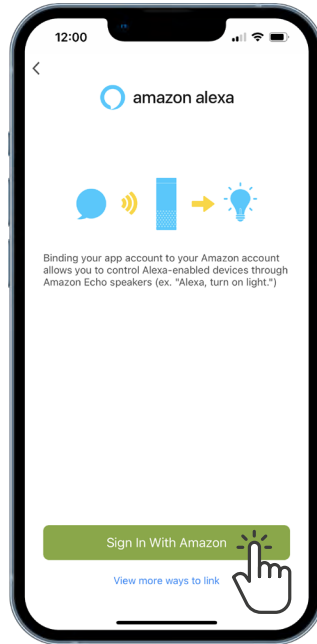 12:00
amazon alexa
Binding your app account to your Amazon account
allows you to control Alexa-enabled devices through
Amazon Echo speakers (ex. "Alexa, turn on light.")
Sign In With Amazon
View more ways to link